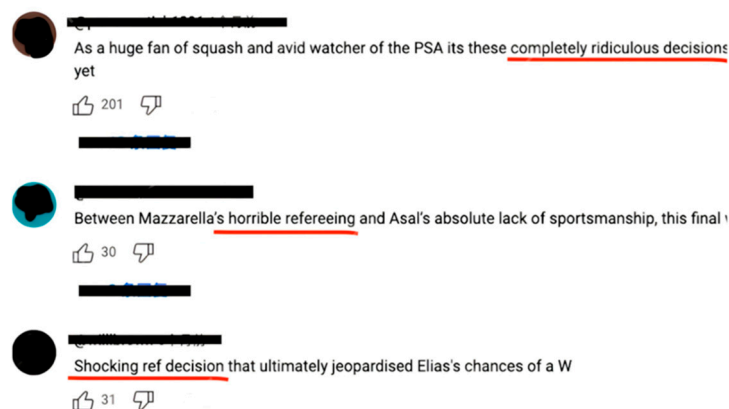 As a huge fan of squash and avid watcher of the PSA its these completely ridiculous decisions
yet
201
Between Mazzarella's horrible refereeing and Asal's absolute lack of sportsmanship, this final
30
Shocking ref decision that ultimately jeopardised Elias's chances of a W
31